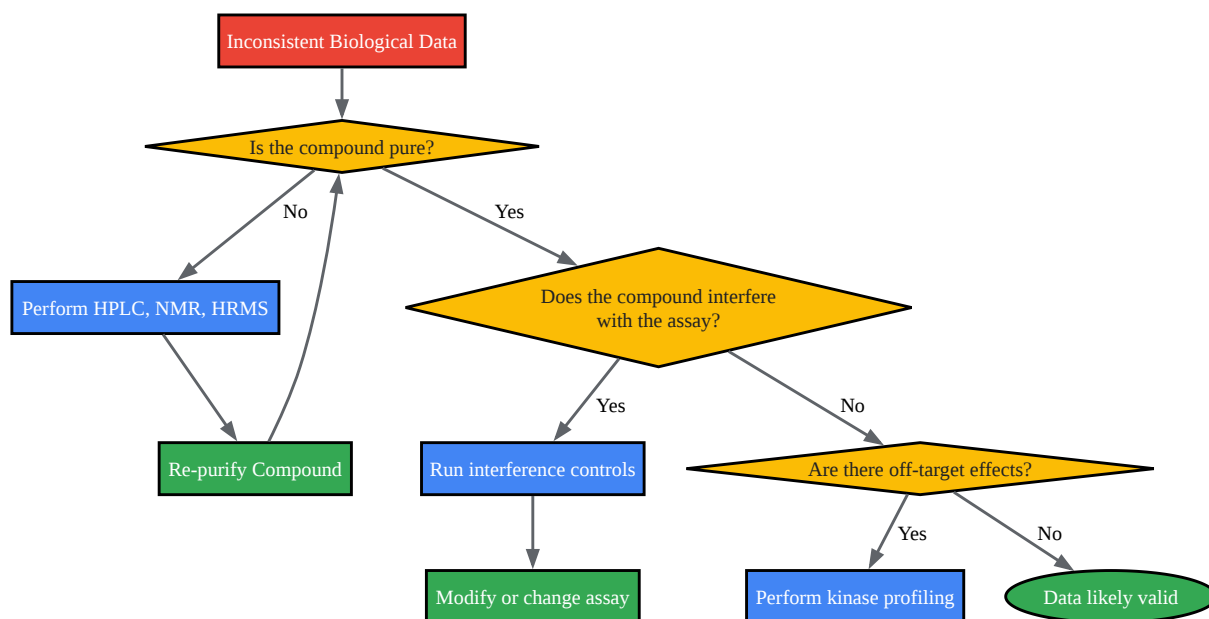 Inconsistent Biological Data
Is the compound pure?
No
Yes
Perform HPLC, NMR, HRMS
Does the compound interfere
with the assay?
Yes
No
Re-purify Compound
Run interference controls
Are there off-target effects?
Yes
No
Modify or change assay
Perform kinase profiling
Data likely valid